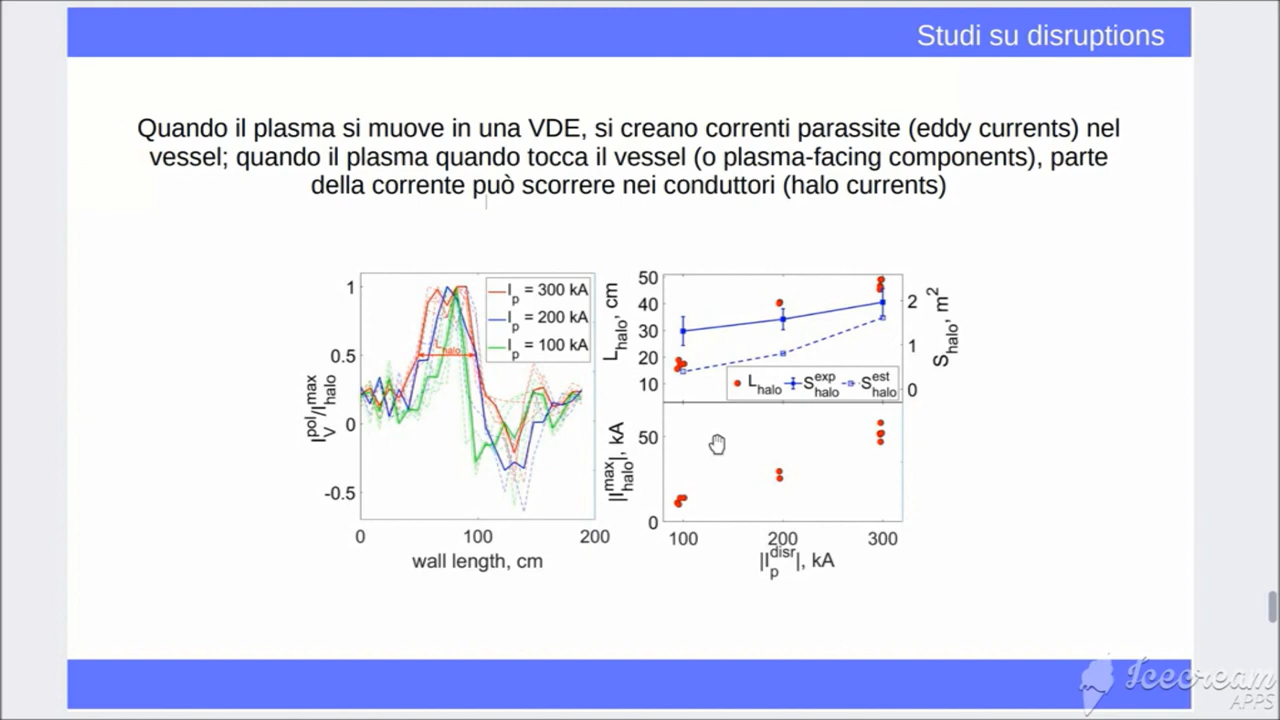 Studi su disruptions
Quando il plasma si muove in una VDE, si creano correnti parassite (eddy currents) nel
vessel; quando il plasma quando tocca il vessel (o plasma-facing components), parte
della corrente può scorrere nei conduttori (halo currents)
1
0.5
0
-0.5
I_V^pol/I_halo^max
I_p = 300 kA
I_p = 200 kA
I_p = 100 kA
L_halo
0
100
200
wall length, cm
50
40
30
20
10
L_halo, cm
2
1
0
S_halo, m²
L_halo
S_halo^exp
S_halo^est
50
0
|I_halo^max|, kA
100
200
300
|I_p^disr|, kA
Icecream
APPS